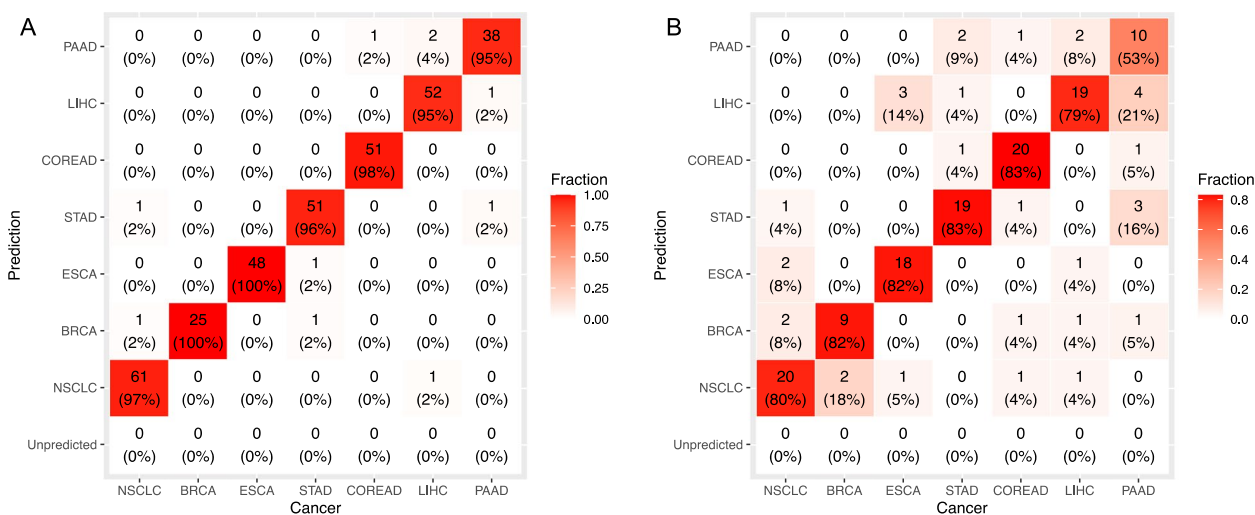 A
PAAD
0 0 0 0 1 2 38
(0%) (0%) (0%) (0%) (2%) (4%) (95%)
LIHC
0 0 0 0 0 52 1
(0%) (0%) (0%) (0%) (0%) (95%) (2%)
COREAD
0 0 0 0 51 0 0
(0%) (0%) (0%) (0%) (98%) (0%) (0%)
STAD
1 0 0 51 0 0 1
(2%) (0%) (0%) (96%) (0%) (0%) (2%)
ESCA
0 0 48 1 0 0 0
(0%) (0%) (100%) (2%) (0%) (0%) (0%)
BRCA
1 25 0 1 0 0 0
(2%) (100%) (0%) (2%) (0%) (0%) (0%)
NSCLC
61 0 0 0 0 1 0
(97%) (0%) (0%) (0%) (0%) (2%) (0%)
Unpredicted
0 0 0 0 0 0 0
(0%) (0%) (0%) (0%) (0%) (0%) (0%)
NSCLC BRCA ESCA STAD COREAD LIHC PAAD
Cancer
Prediction
Fraction
1.00
0.75
0.50
0.25
0.00
B
PAAD
0 0 0 2 1 2 10
(0%) (0%) (0%) (9%) (4%) (8%) (53%)
LIHC
0 0 3 1 0 19 4
(0%) (0%) (14%) (4%) (0%) (79%) (21%)
COREAD
0 0 0 1 20 0 1
(0%) (0%) (0%) (4%) (83%) (0%) (5%)
STAD
1 0 0 19 1 0 3
(4%) (0%) (0%) (83%) (4%) (0%) (16%)
ESCA
2 0 18 0 0 1 0
(8%) (0%) (82%) (0%) (0%) (4%) (0%)
BRCA
2 9 0 0 1 1 1
(8%) (82%) (0%) (0%) (4%) (4%) (5%)
NSCLC
20 2 1 0 1 1 0
(80%) (18%) (5%) (0%) (4%) (4%) (0%)
Unpredicted
0 0 0 0 0 0 0
(0%) (0%) (0%) (0%) (0%) (0%) (0%)
NSCLC BRCA ESCA STAD COREAD LIHC PAAD
Cancer
Prediction
Fraction
0.8
0.6
0.4
0.2
0.0